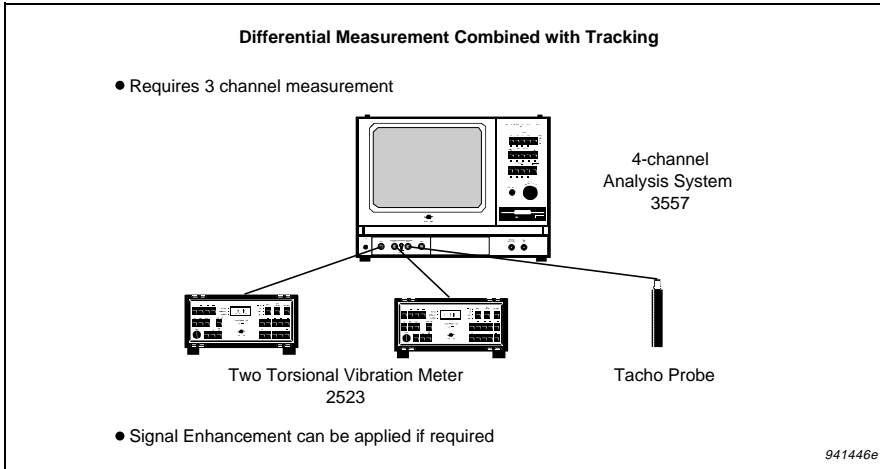 Differential Measurement Combined with Tracking
● Requires 3 channel measurement
4-channel
Analysis System
3557
Two Torsional Vibration Meter
2523
Tacho Probe
● Signal Enhancement can be applied if required
941446e